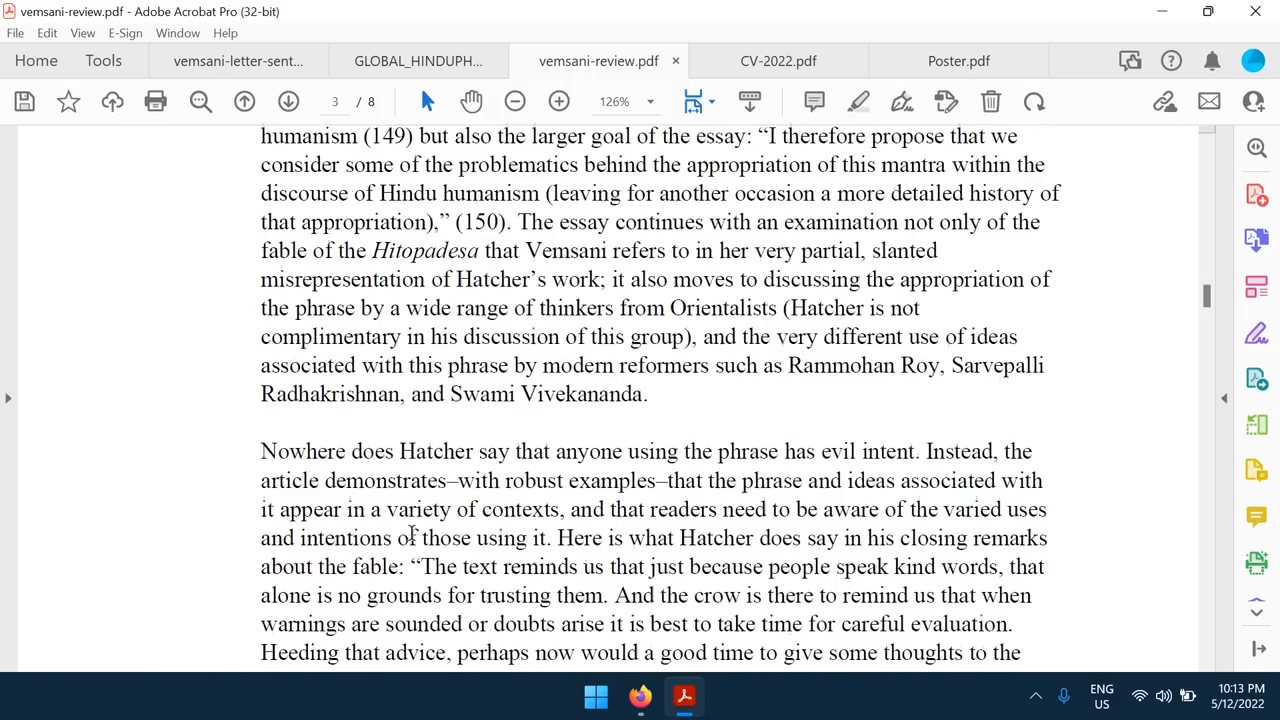 vemsani-review.pdf - Adobe Acrobat Pro (32-bit)
File Edit View E-Sign Window Help
Home Tools vemsani-letter-sent... GLOBAL_HINDUPH... vemsani-review.pdf × CV-2022.pdf Poster.pdf
3 / 8 126%
humanism (149) but also the larger goal of the essay: “I therefore propose that we
consider some of the problematics behind the appropriation of this mantra within the
discourse of Hindu humanism (leaving for another occasion a more detailed history of
that appropriation),” (150). The essay continues with an examination not only of the
fable of the Hitopadesa that Vemsani refers to in her very partial, slanted
misrepresentation of Hatcher’s work; it also moves to discussing the appropriation of
the phrase by a wide range of thinkers from Orientalists (Hatcher is not
complimentary in his discussion of this group), and the very different use of ideas
associated with this phrase by modern reformers such as Rammohan Roy, Sarvepalli
Radhakrishnan, and Swami Vivekananda.
Nowhere does Hatcher say that anyone using the phrase has evil intent. Instead, the
article demonstrates–with robust examples–that the phrase and ideas associated with
it appear in a variety of contexts, and that readers need to be aware of the varied uses
and intentions of those using it. Here is what Hatcher does say in his closing remarks
about the fable: “The text reminds us that just because people speak kind words, that
alone is no grounds for trusting them. And the crow is there to remind us that when
warnings are sounded or doubts arise it is best to take time for careful evaluation.
Heeding that advice, perhaps now would a good time to give some thoughts to the
ENG
US
10:13 PM
5/12/2022